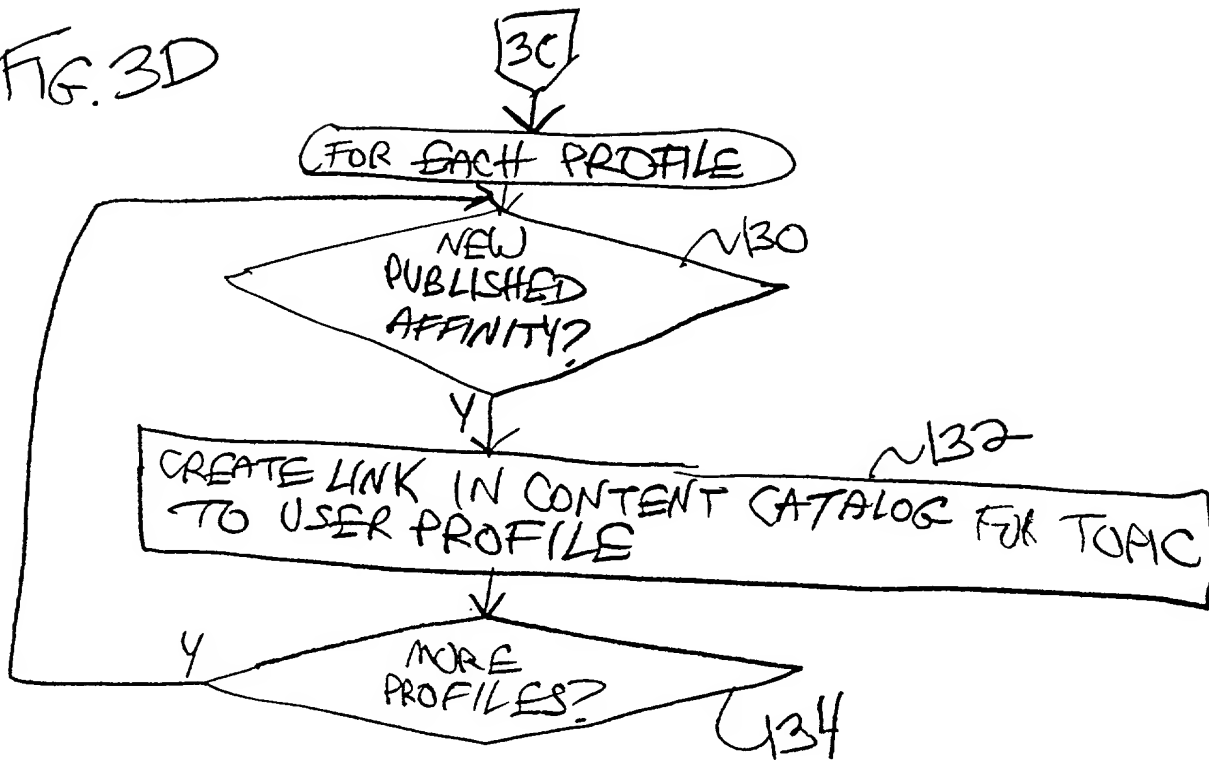 FIG. 3D
3C
FOR EACH PROFILE
NEW
PUBLISHED
AFFINITY?
130
Y
132
CREATE LINK IN CONTENT CATALOG FOR TOPIC
TO USER PROFILE
Y
MORE
PROFILES?
134